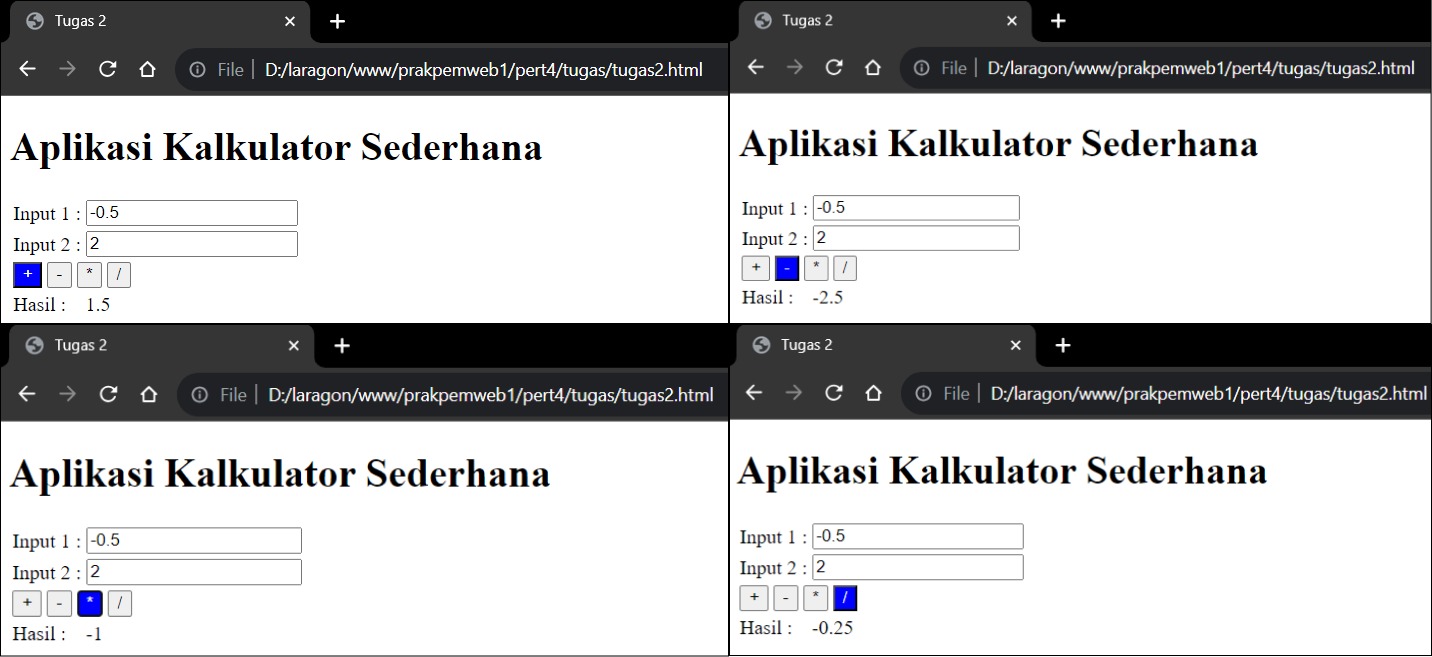 Tugas 2
File D:/laragon/www/prakpemweb1/pert4/tugas/tugas2.html
Aplikasi Kalkulator Sederhana
Input 1 : -0.5
Input 2 : 2
+ - * /
Hasil : 1.5
Tugas 2
File D:/laragon/www/prakpemweb1/pert4/tugas/tugas2.html
Aplikasi Kalkulator Sederhana
Input 1 : -0.5
Input 2 : 2
+ - * /
Hasil : -2.5
Tugas 2
File D:/laragon/www/prakpemweb1/pert4/tugas/tugas2.html
Aplikasi Kalkulator Sederhana
Input 1 : -0.5
Input 2 : 2
+ - * /
Hasil : -1
Tugas 2
File D:/laragon/www/prakpemweb1/pert4/tugas/tugas2.html
Aplikasi Kalkulator Sederhana
Input 1 : -0.5
Input 2 : 2
+ - * /
Hasil : -0.25